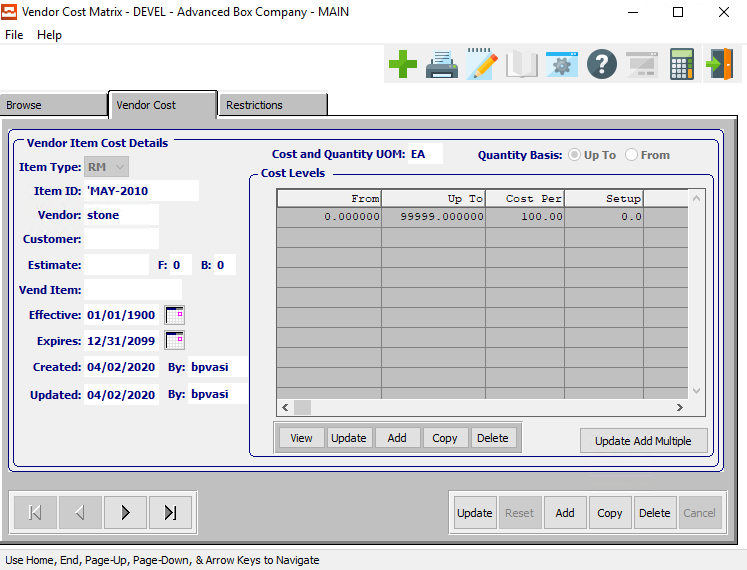 Vendor Cost Matrix - DEVEL - Advanced Box Company - MAIN
File Help
Browse Vendor Cost Restrictions
Vendor Item Cost Details
Cost and Quantity UOM: EA Quantity Basis: Up To From
Item Type: RM
Cost Levels
Item ID: 'MAY-2010
From Up To Cost Per Setup
Vendor: stone
0.000000 99999.000000 100.00 0.0
Customer:
Estimate: F: 0 B: 0
Vend Item:
Effective: 01/01/1900
Expires: 12/31/2099
Created: 04/02/2020 By: bpvasi
Updated: 04/02/2020 By: bpvasi
View Update Add Copy Delete Update Add Multiple
Update Reset Add Copy Delete Cancel
Use Home, End, Page-Up, Page-Down, & Arrow Keys to Navigate